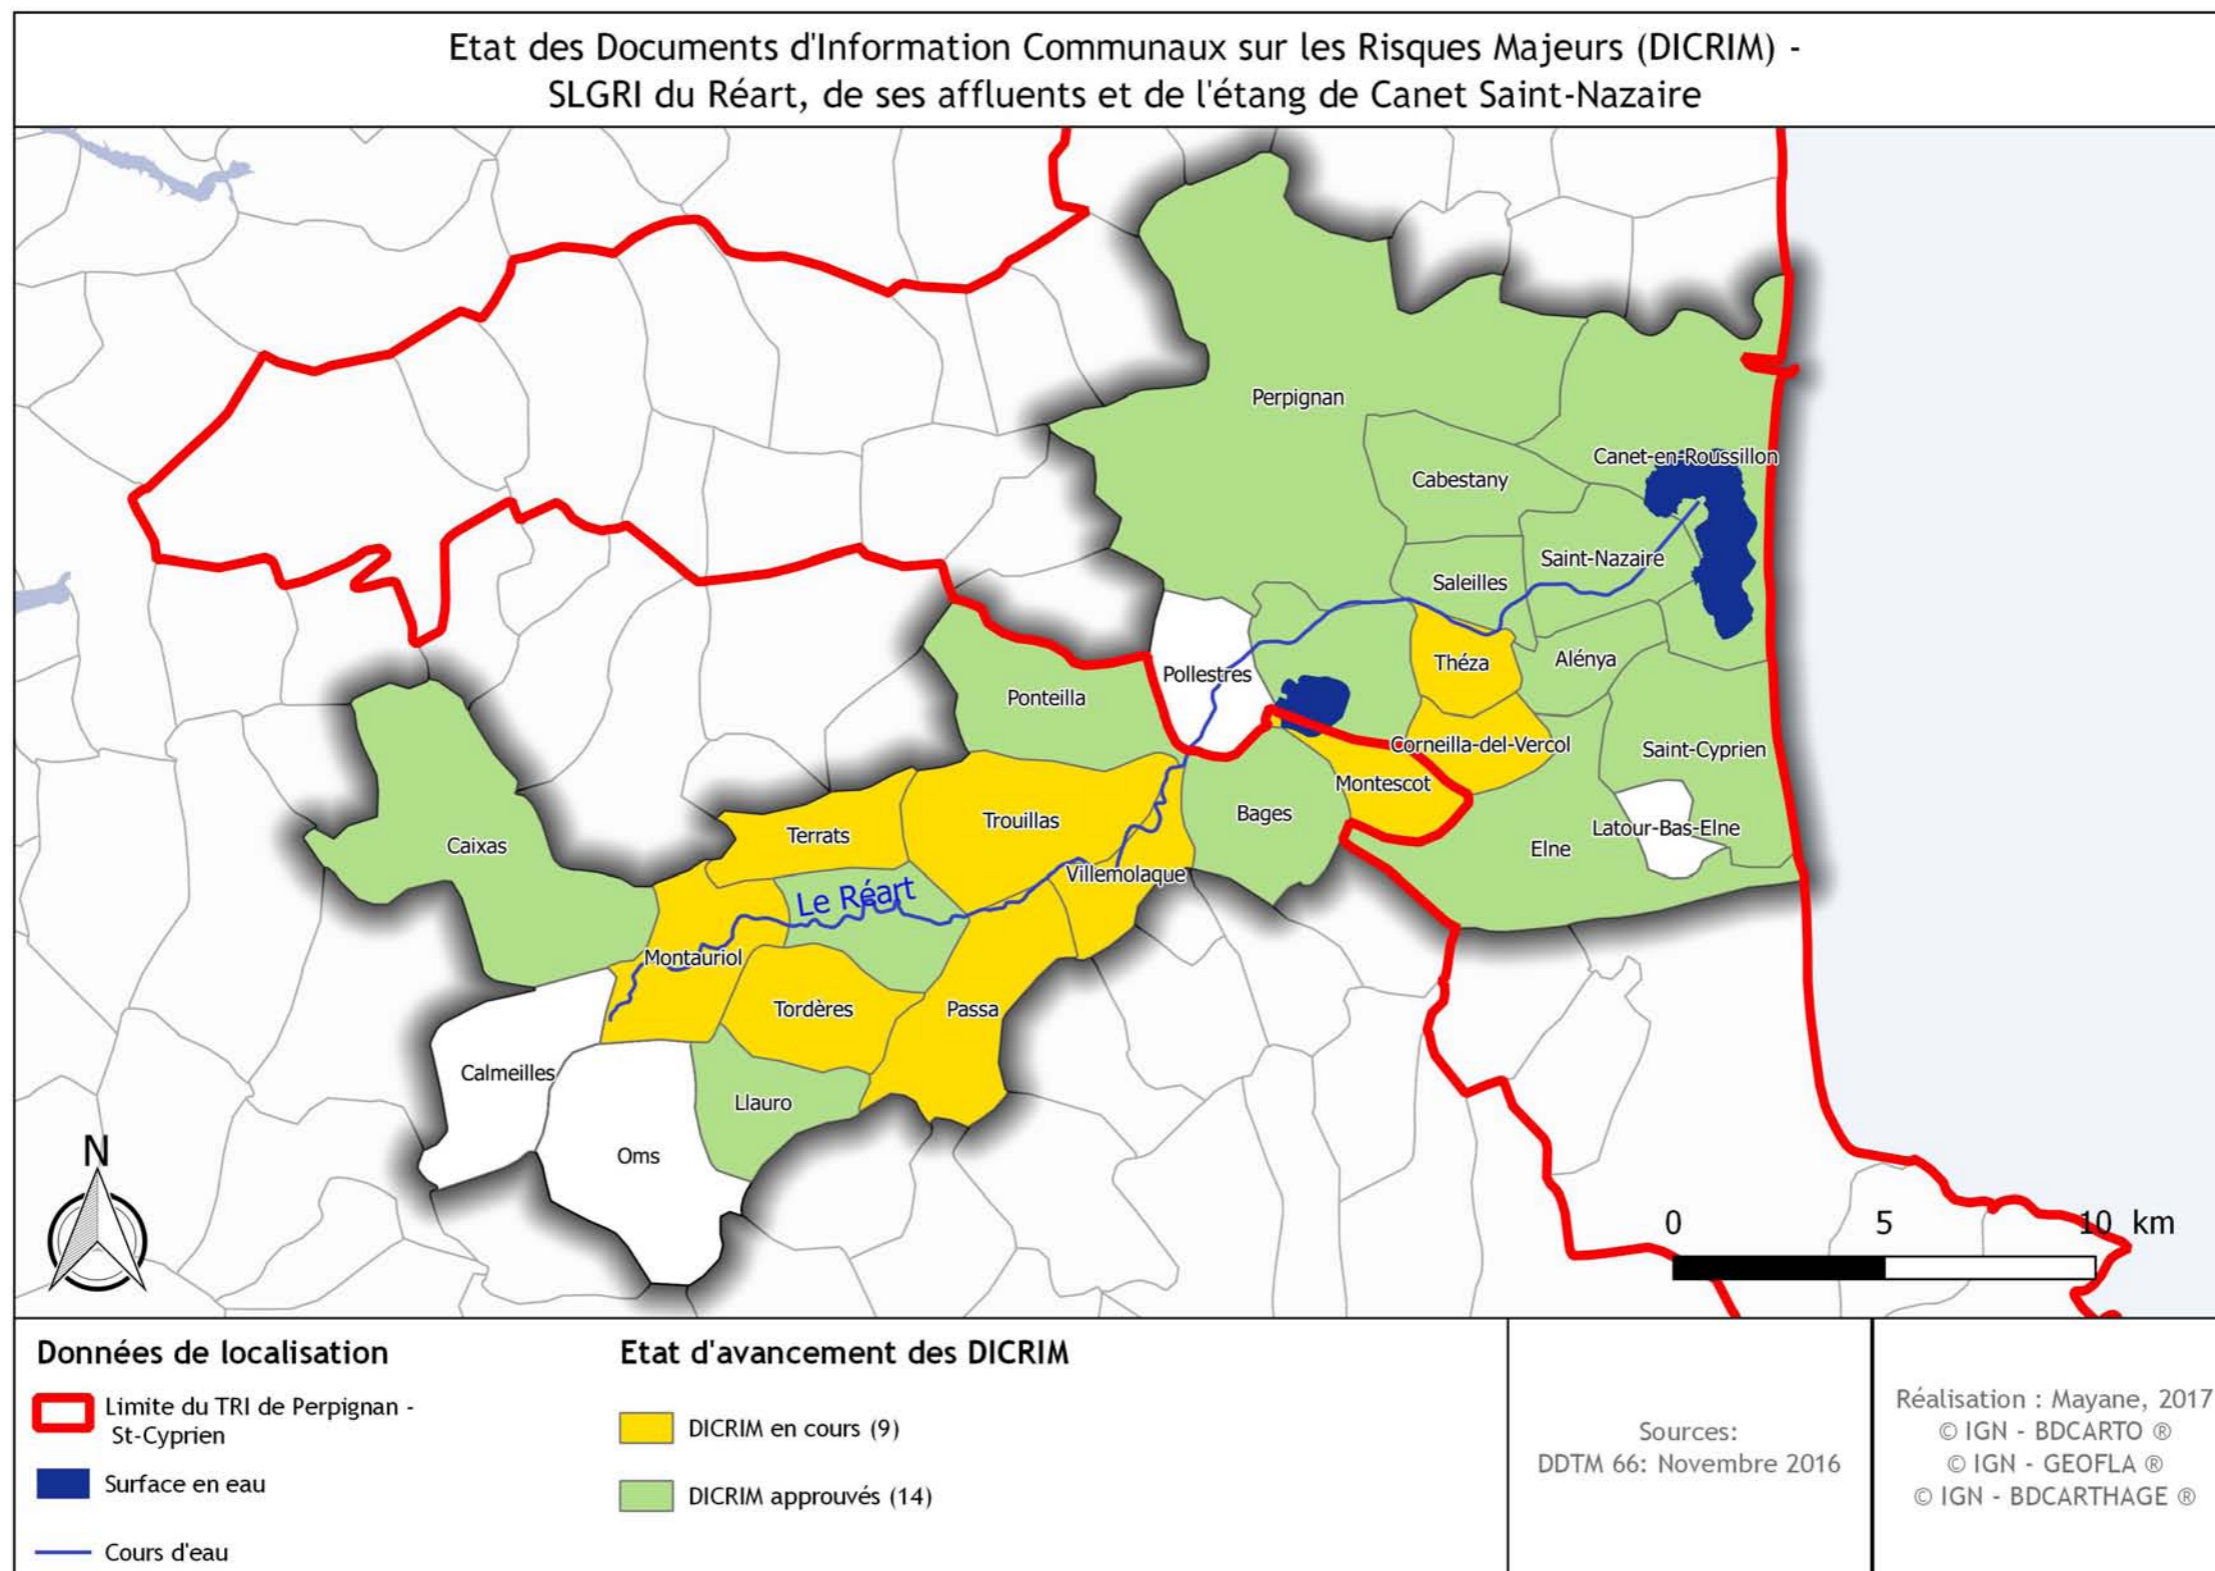 Etat des Documents d'Information Communaux sur les Risques Majeurs (DICRIM) -
SLGRI du Réart, de ses affluents et de l'étang de Canet Saint-Nazaire
Perpignan
Canet-en-Roussillon
Cabestany
Saint-Nazaire
Saleilles
Théza
Alénya
Pollestres
Ponteilla
Corneilla-del-Vercol
Saint-Cyprien
Montescot
Bages
Trouillas
Terrats
Latour-Bas-Elne
Elne
Caixas
Villemolaque
Le Réart
Montauriol
Tordères
Passa
Calmeilles
Llauro
Oms
N
0 5 10 km
Données de localisation
Limite du TRI de Perpignan -
St-Cyprien
Surface en eau
Cours d'eau
Etat d'avancement des DICRIM
DICRIM en cours (9)
DICRIM approuvés (14)
Sources:
DDTM 66: Novembre 2016
Réalisation : Mayane, 2017
© IGN - BDCARTO ®
© IGN - GEOFLA ®
© IGN - BDCARTHAGE ®